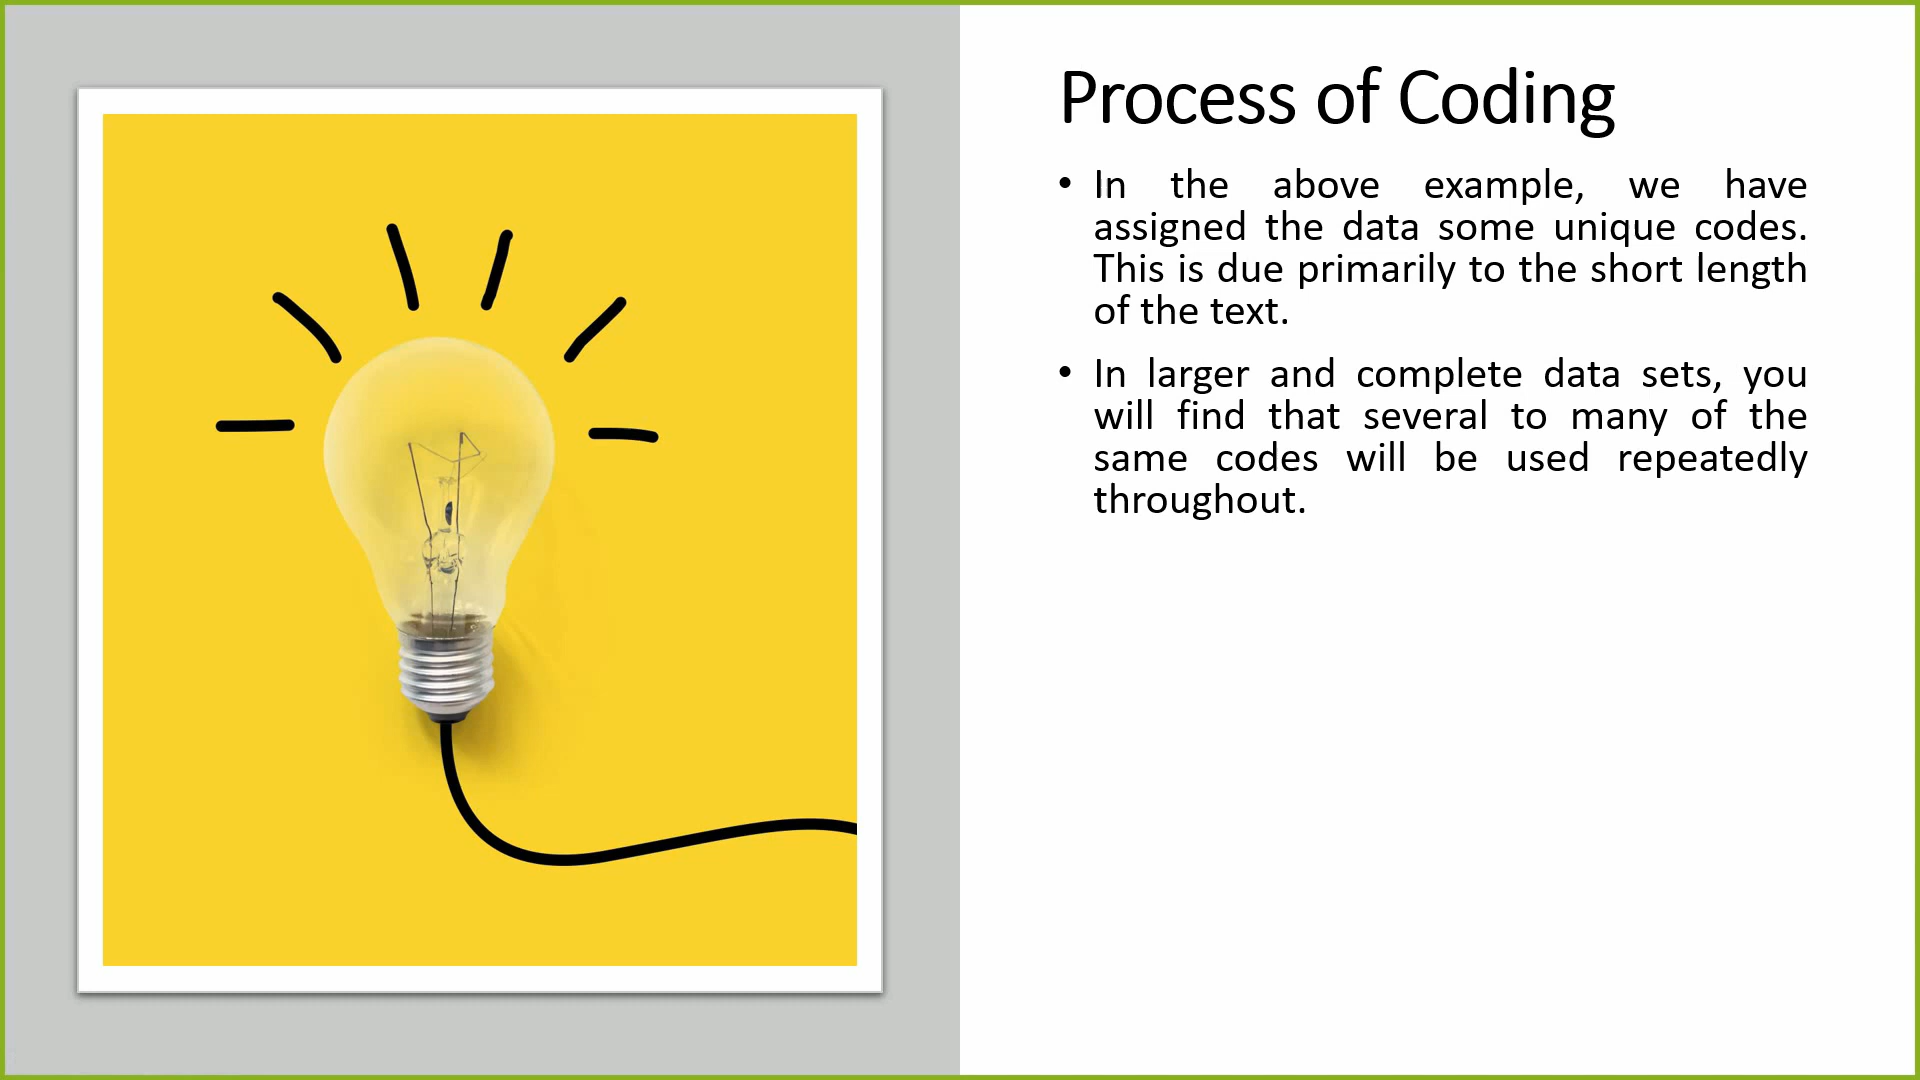 Process of Coding
• In the above example, we have
assigned the data some unique codes.
This is due primarily to the short length
of the text.
• In larger and complete data sets, you
will find that several to many of the
same codes will be used repeatedly
throughout.